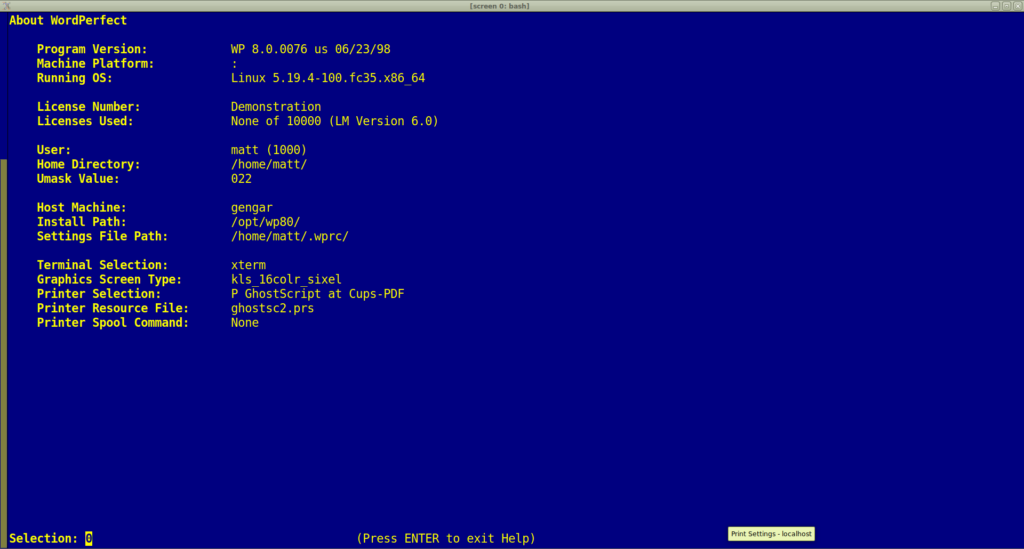 [screen 0: bash]
About WordPerfect
Program Version: WP 8.0.0076 us 06/23/98
Machine Platform: :
Running OS: Linux 5.19.4-100.fc35.x86_64
License Number: Demonstration
Licenses Used: None of 10000 (LM Version 6.0)
User: matt (1000)
Home Directory: /home/matt/
Umask Value: 022
Host Machine: gengar
Install Path: /opt/wp80/
Settings File Path: /home/matt/.wprc/
Terminal Selection: xterm
Graphics Screen Type: kls_16colr_sixel
Printer Selection: P GhostScript at Cups-PDF
Printer Resource File: ghostsc2.prs
Printer Spool Command: None
Print Settings - localhost
Selection: 0 (Press ENTER to exit Help)